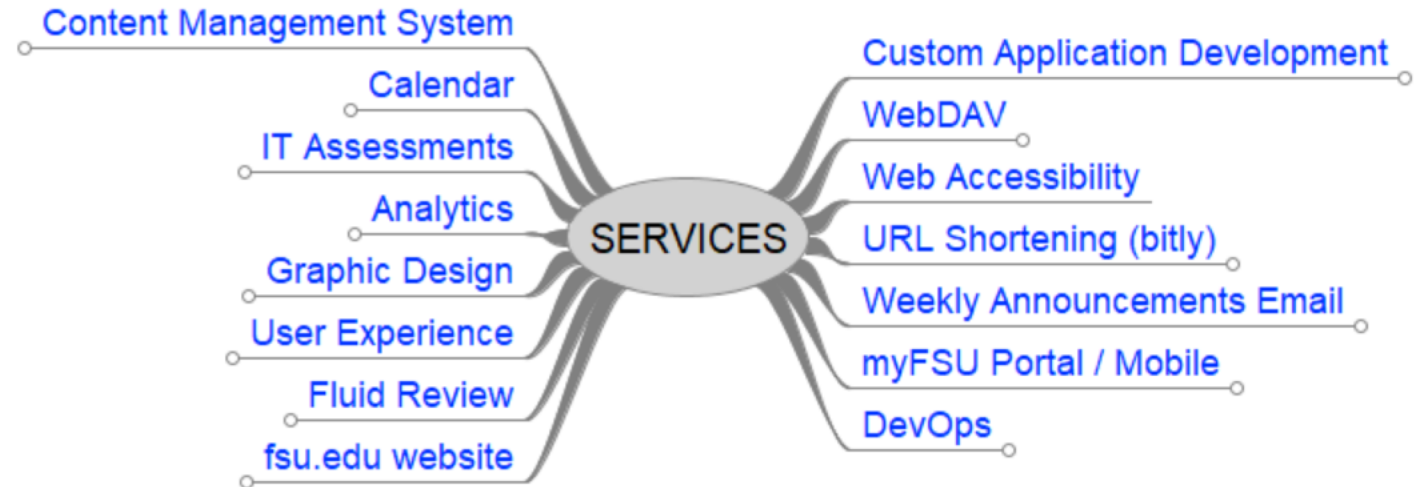 Content Management System
Calendar
IT Assessments
Analytics
Graphic Design
User Experience
Fluid Review
fsu.edu website
SERVICES
Custom Application Development
WebDAV
Web Accessibility
URL Shortening (bitly)
Weekly Announcements Email
myFSU Portal / Mobile
DevOps